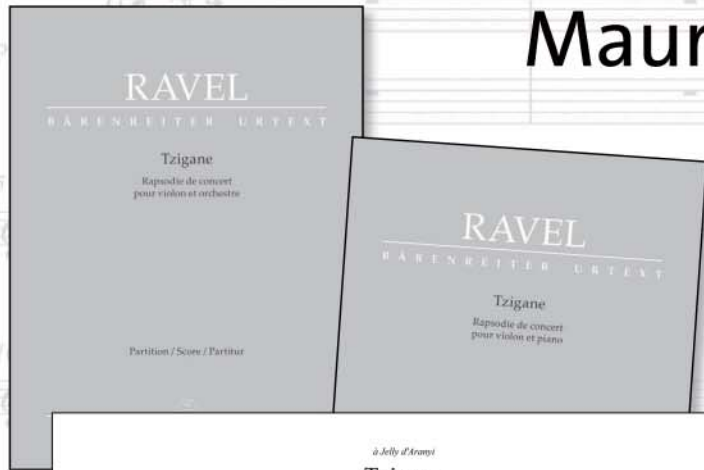 Maur
RAVEL
BÄRENREITER URTEXT
Tzigane
Rapsodie de concert
pour violon et orchestre
Partition / Score / Partitur
RAVEL
BÄRENREITER URTEXT
Tzigane
Rapsodie de concert
pour violon et piano
à Jelly d'Aranyi